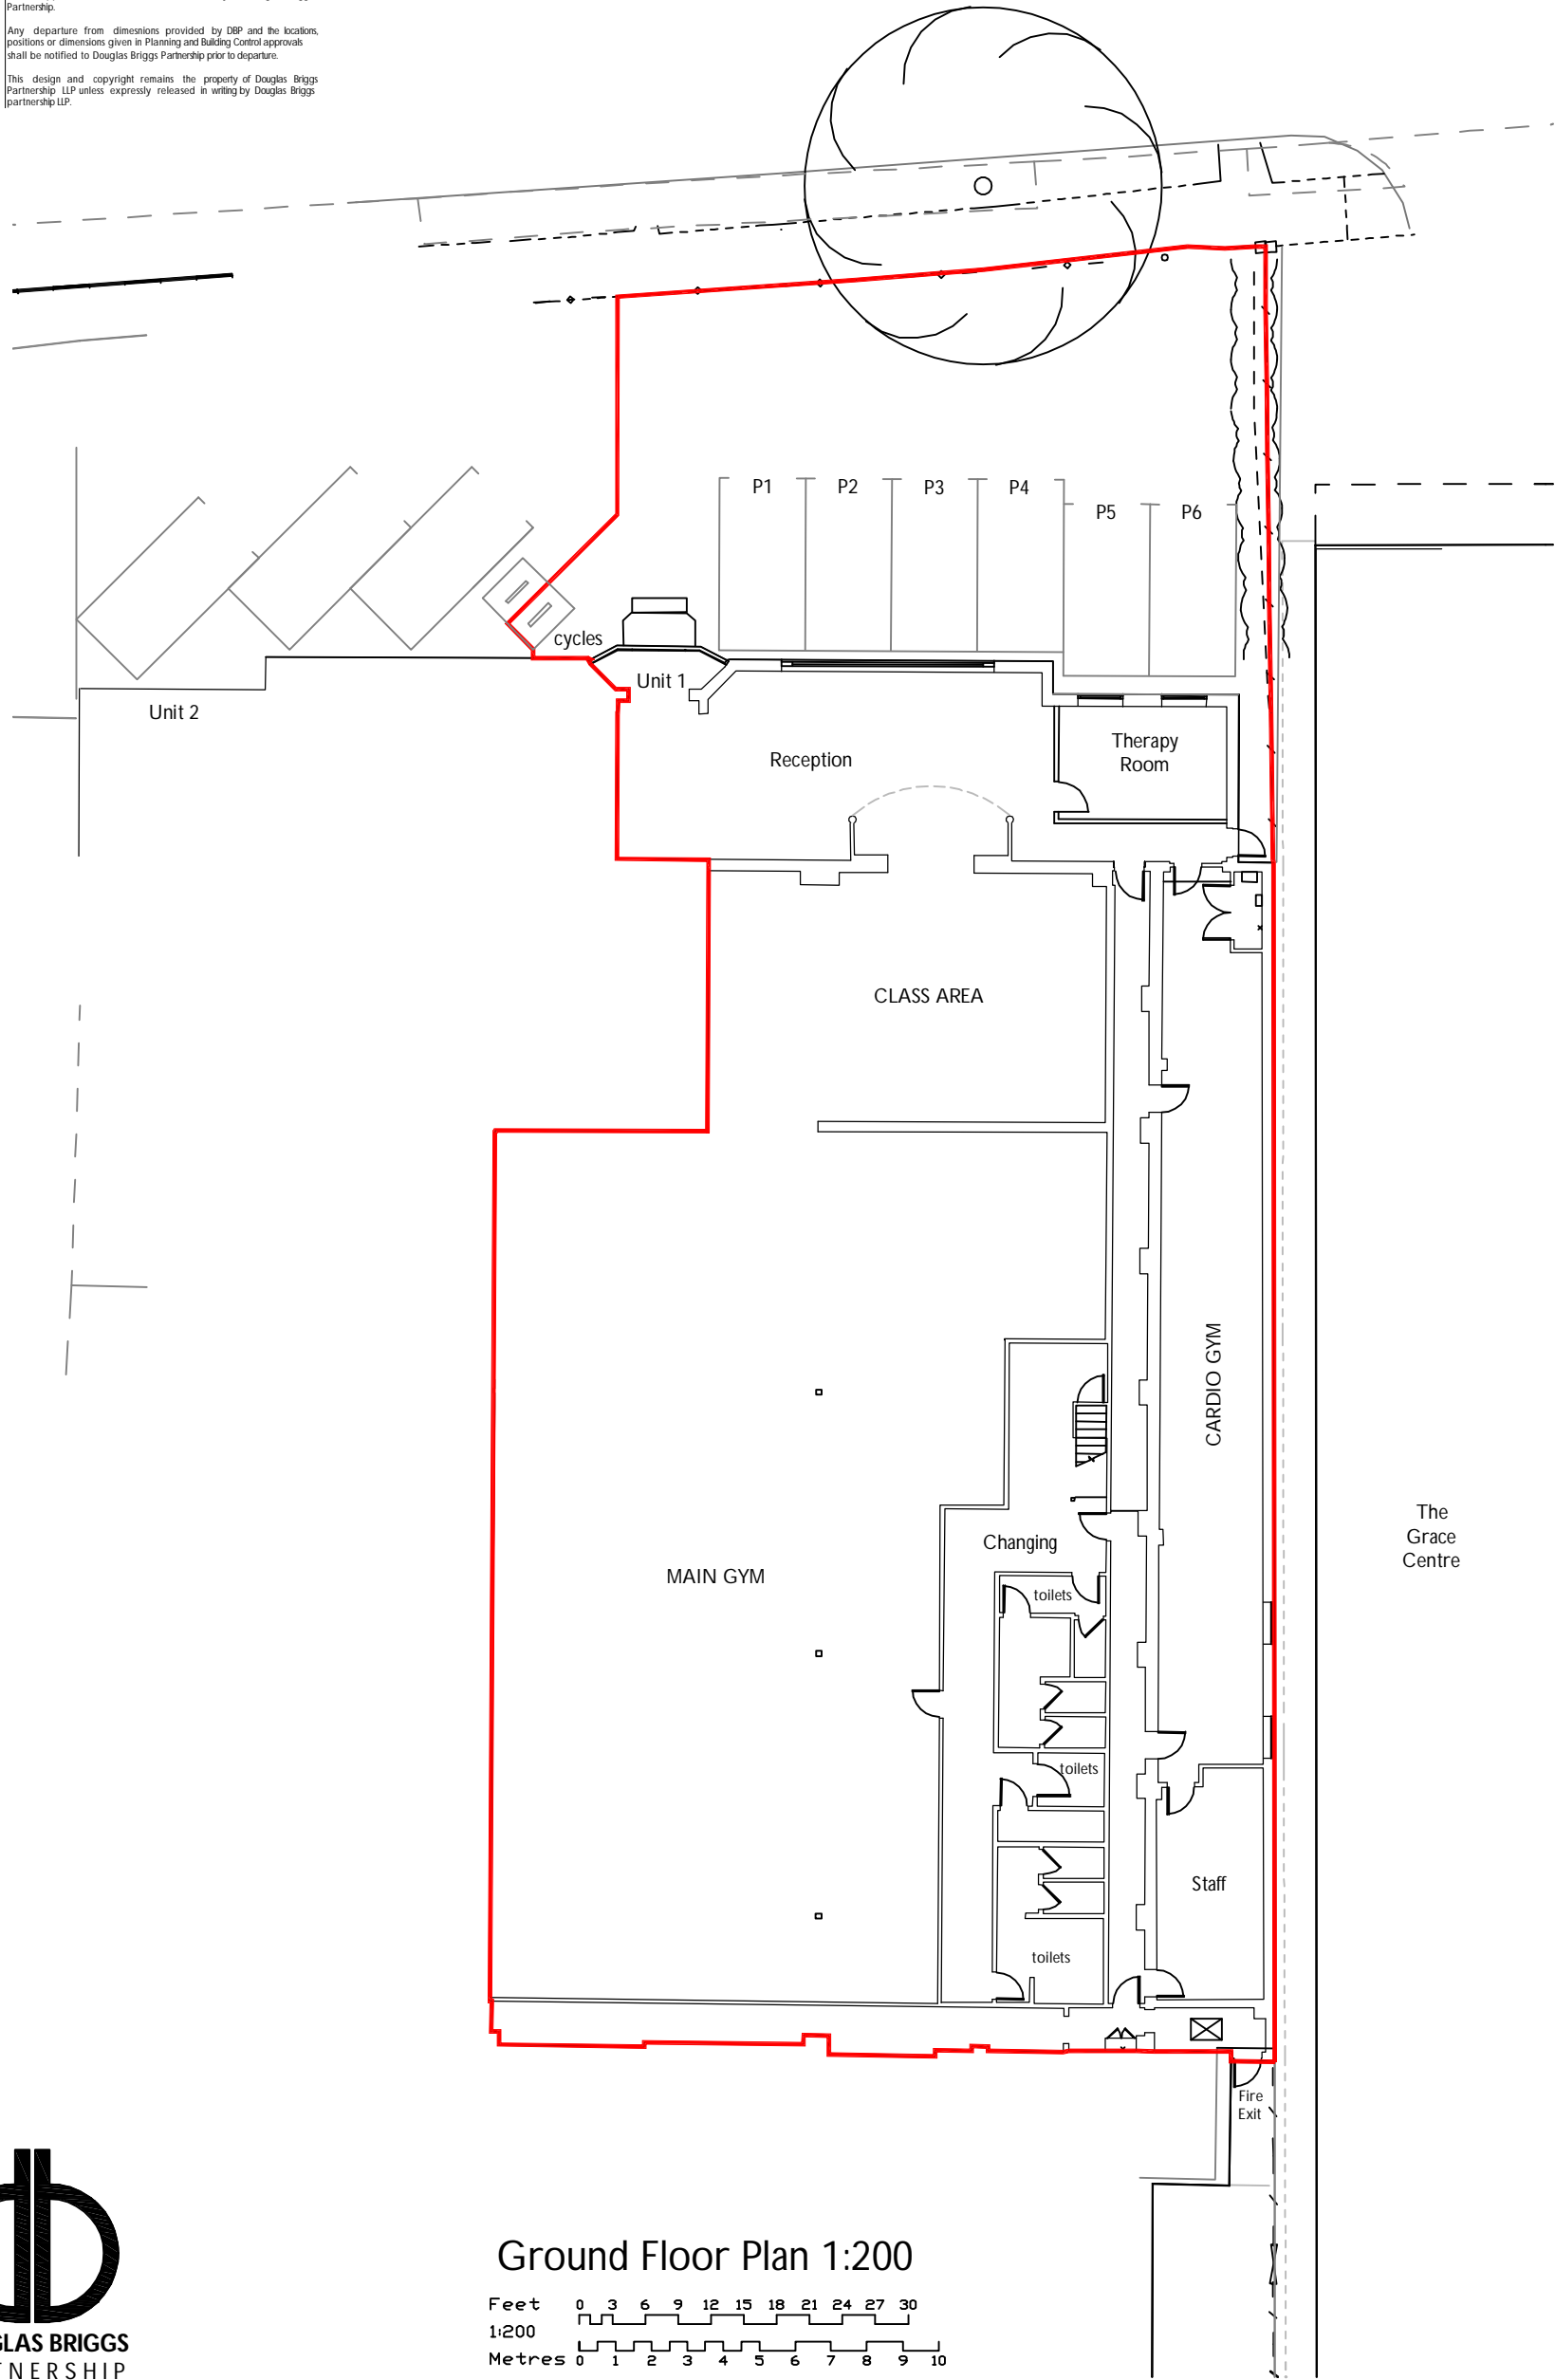 Partnership.
Any departure from dimesnions provided by DBP and the locations,
positions or dimensions given in Planning and Building Control approvals
shall be notified to Douglas Briggs Partnership prior to departure.
This design and copyright remains the property of Douglas Briggs
Partnership LLP unless expressly released in writing by Douglas Briggs
partnership LLP.
P1
P2
P3
P4
P5
P6
cycles
Unit 1
Unit 2
Reception
Therapy
Room
CLASS AREA
CARDIO GYM
The
Grace
Centre
Changing
MAIN GYM
toilets
toilets
Staff
toilets
Fire
Exit
Ground Floor Plan 1:200
Feet 0 3 6 9 12 15 18 21 24 27 30
1:200
Metres 0 1 2 3 4 5 6 7 8 9 10
GLAS BRIGGS
TNERSHIP